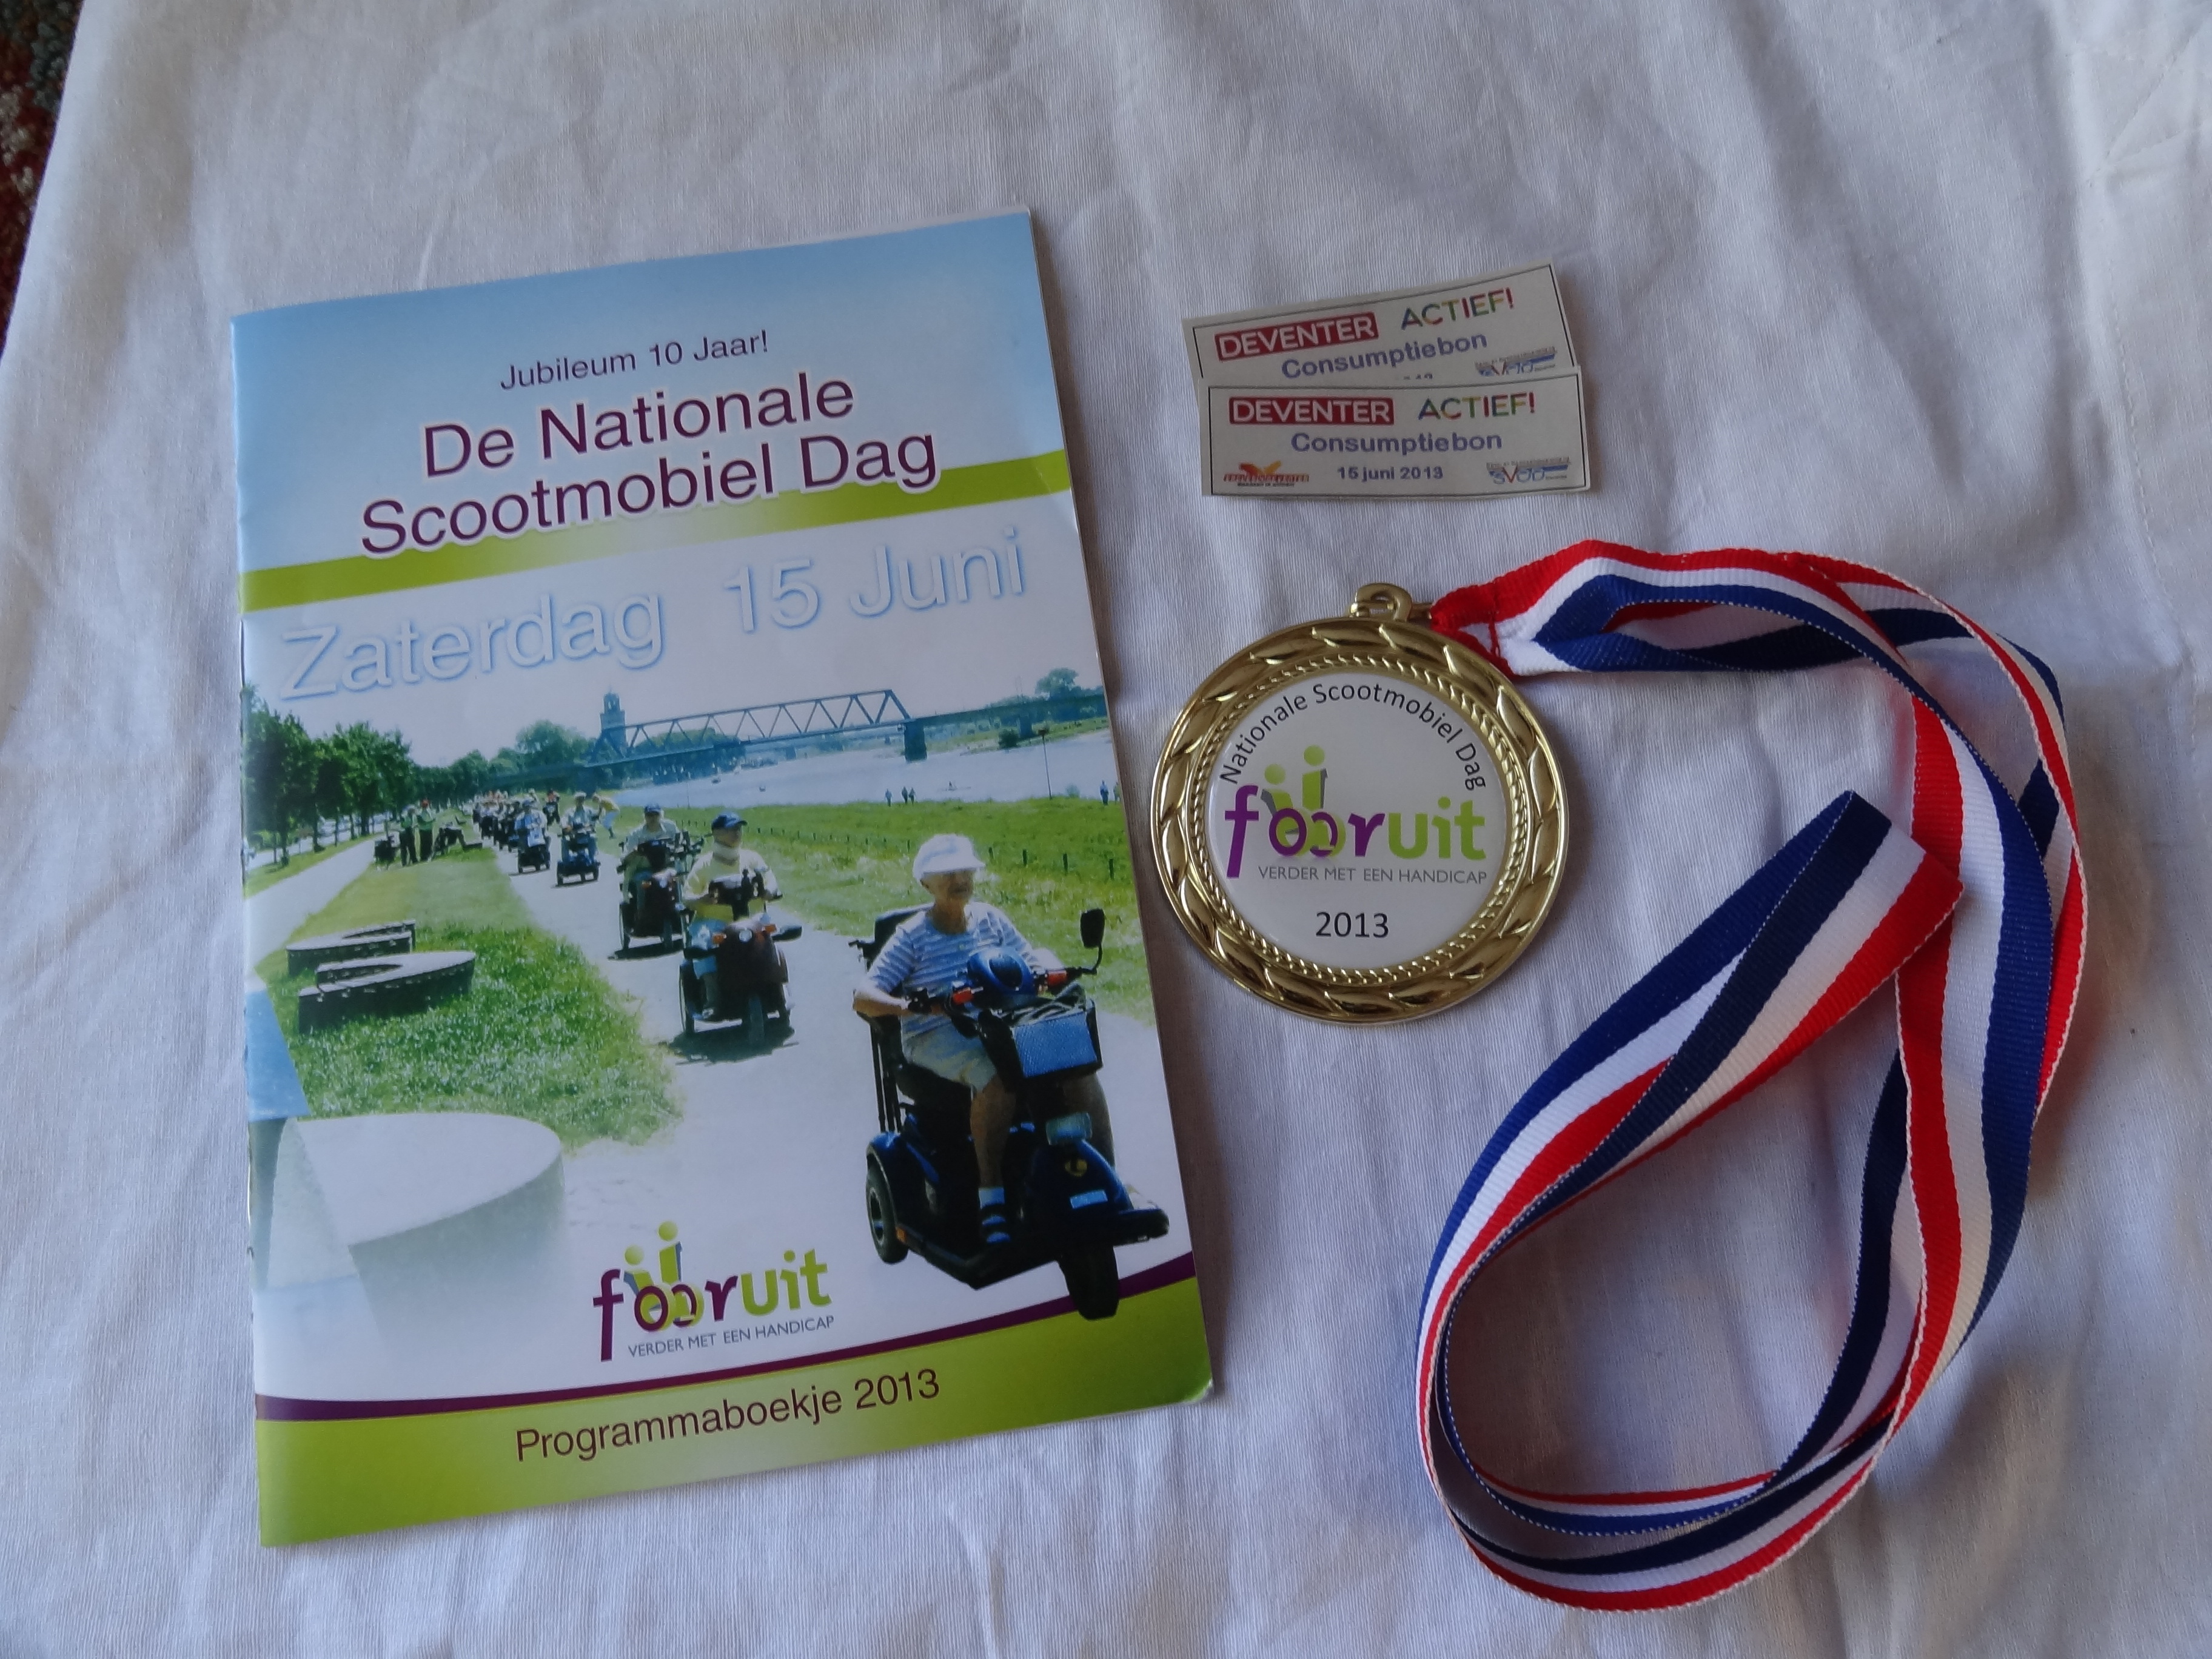 Jubileum 10 Jaar!
De Nationale
Scootmobiel Dag
Zaterdag 15 Juni
fooruit
VERDER MET EEN HANDICAP
Programmaboekje 2013
DEVENTER ACTIEF!
Consumptiebon
DEVENTER ACTIEF!
Consumptiebon
15 juni 2013
Nationale Scootmobiel Dag
fooruit
VERDER MET EEN HANDICAP
2013